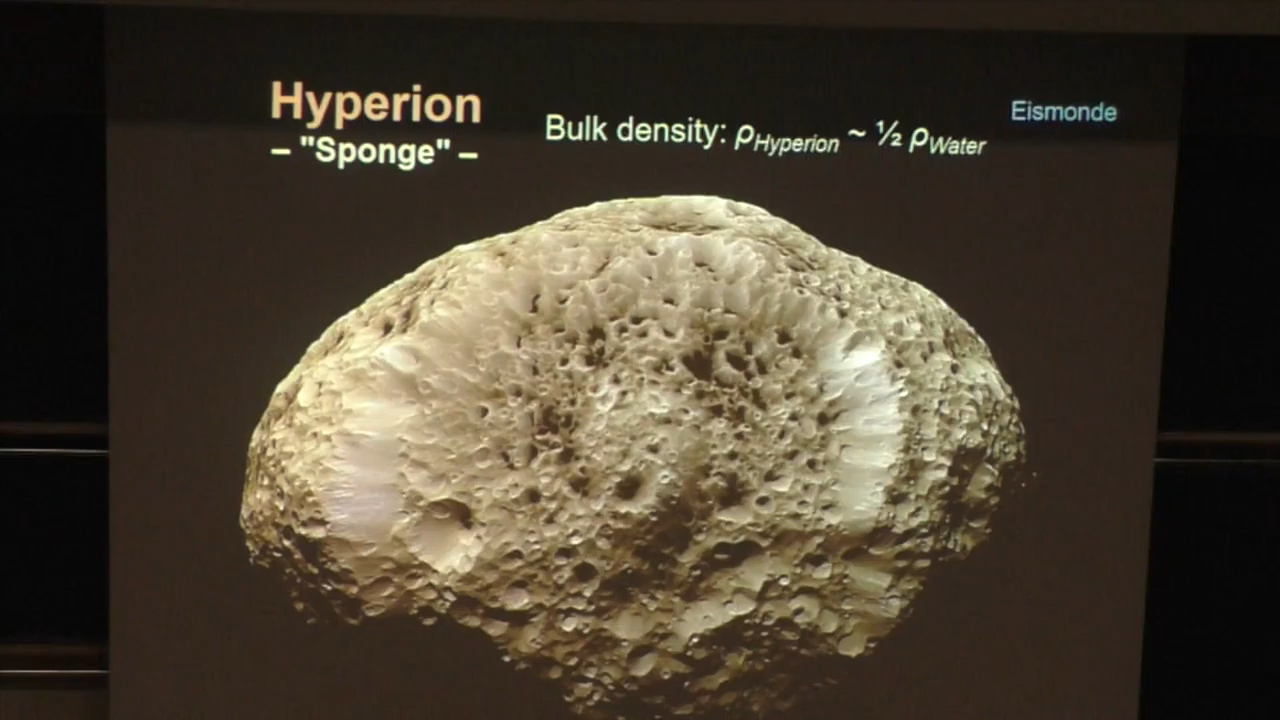 Hyperion
– "Sponge" –
Bulk density: ρHyperion ~ ½ ρWater
Eismonde